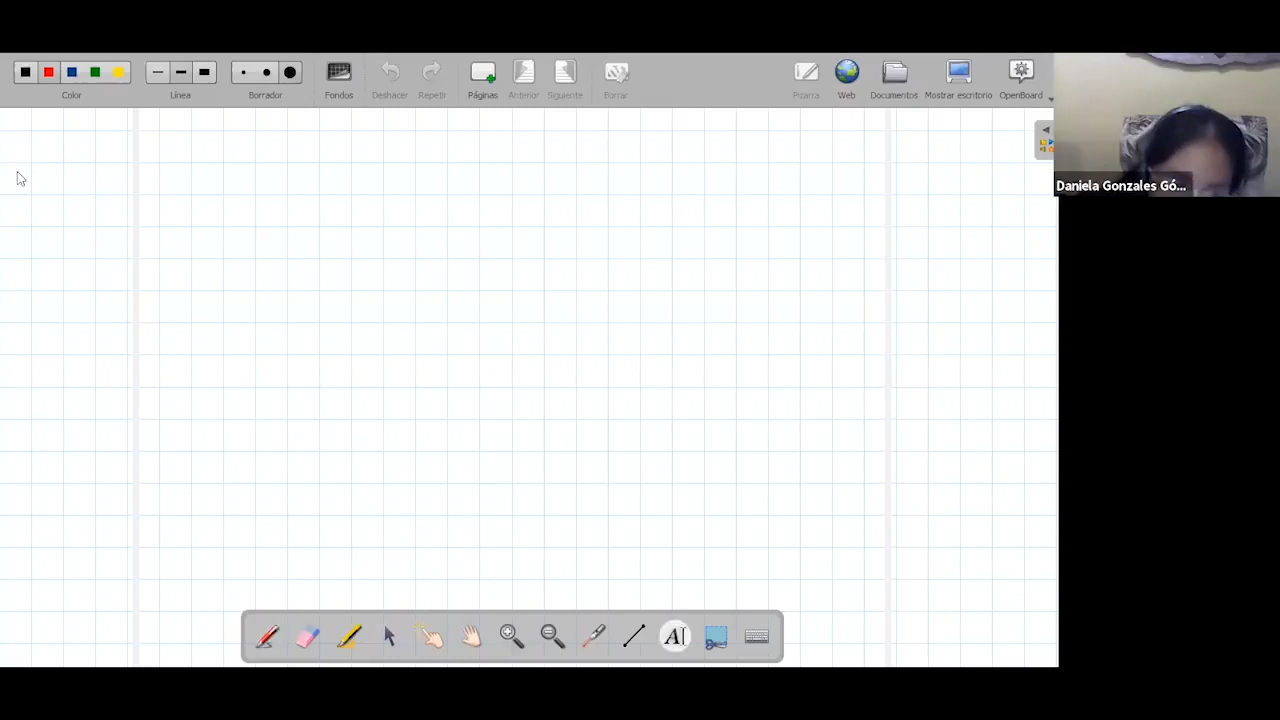 Color
Línea
Borrador
Fondos
Deshacer
Repetir
Páginas
Anterior
Siguiente
Borrar
Pizarra
Web
Documentos
Mostrar escritorio
OpenBoard
Daniela Gonzales Gó...
AI